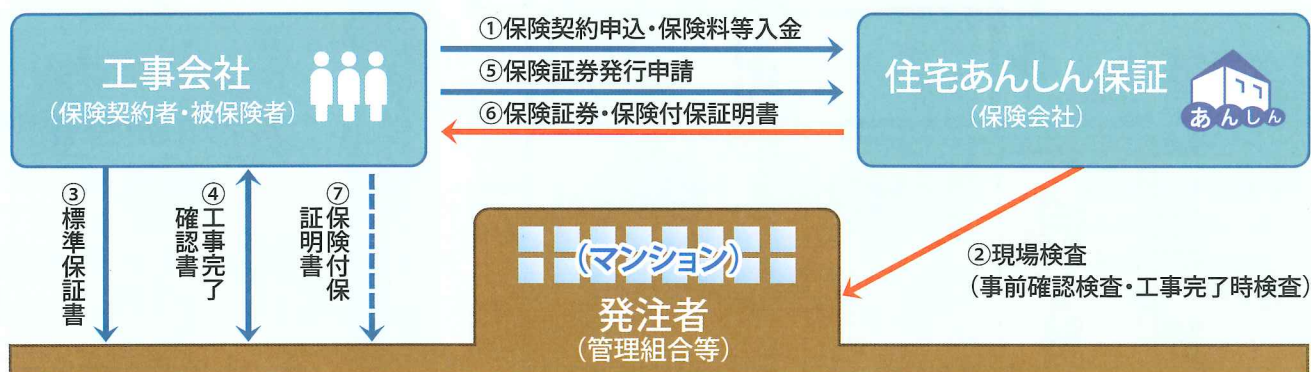 工事会社
(保険契約者・被保険者)
①保険契約申込・保険料等入金
⑤保険証券発行申請
⑥保険証券・保険付保証明書
住宅あんしん保証
(保険会社)
あんしん
③標準保証書
④工事完了
確認書
⑦保険付保
証明書
②現場検査
(事前確認検査・工事完了時検査)
(マンション)
発注者
(管理組合等)